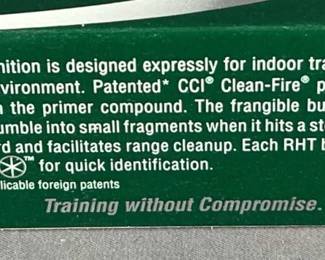 nition is designed expressly for indoor tra
vironment. Patented* CCI® Clean-Fire® p
the primer compound. The frangible bu
umble into small fragments when it hits a st
rd and facilitates range cleanup. Each RHT b
™ for quick identification.
licable foreign patents
Training without Compromise.